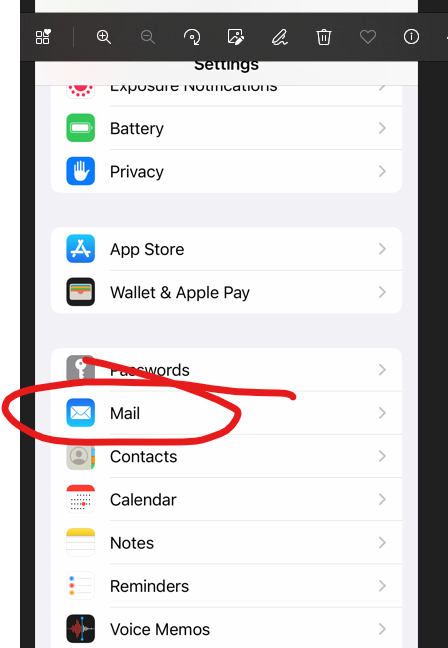 Settings
Exposure Notifications
Battery
Privacy
App Store
Wallet & Apple Pay
Passwords
Mail
Contacts
Calendar
Notes
Reminders
Voice Memos